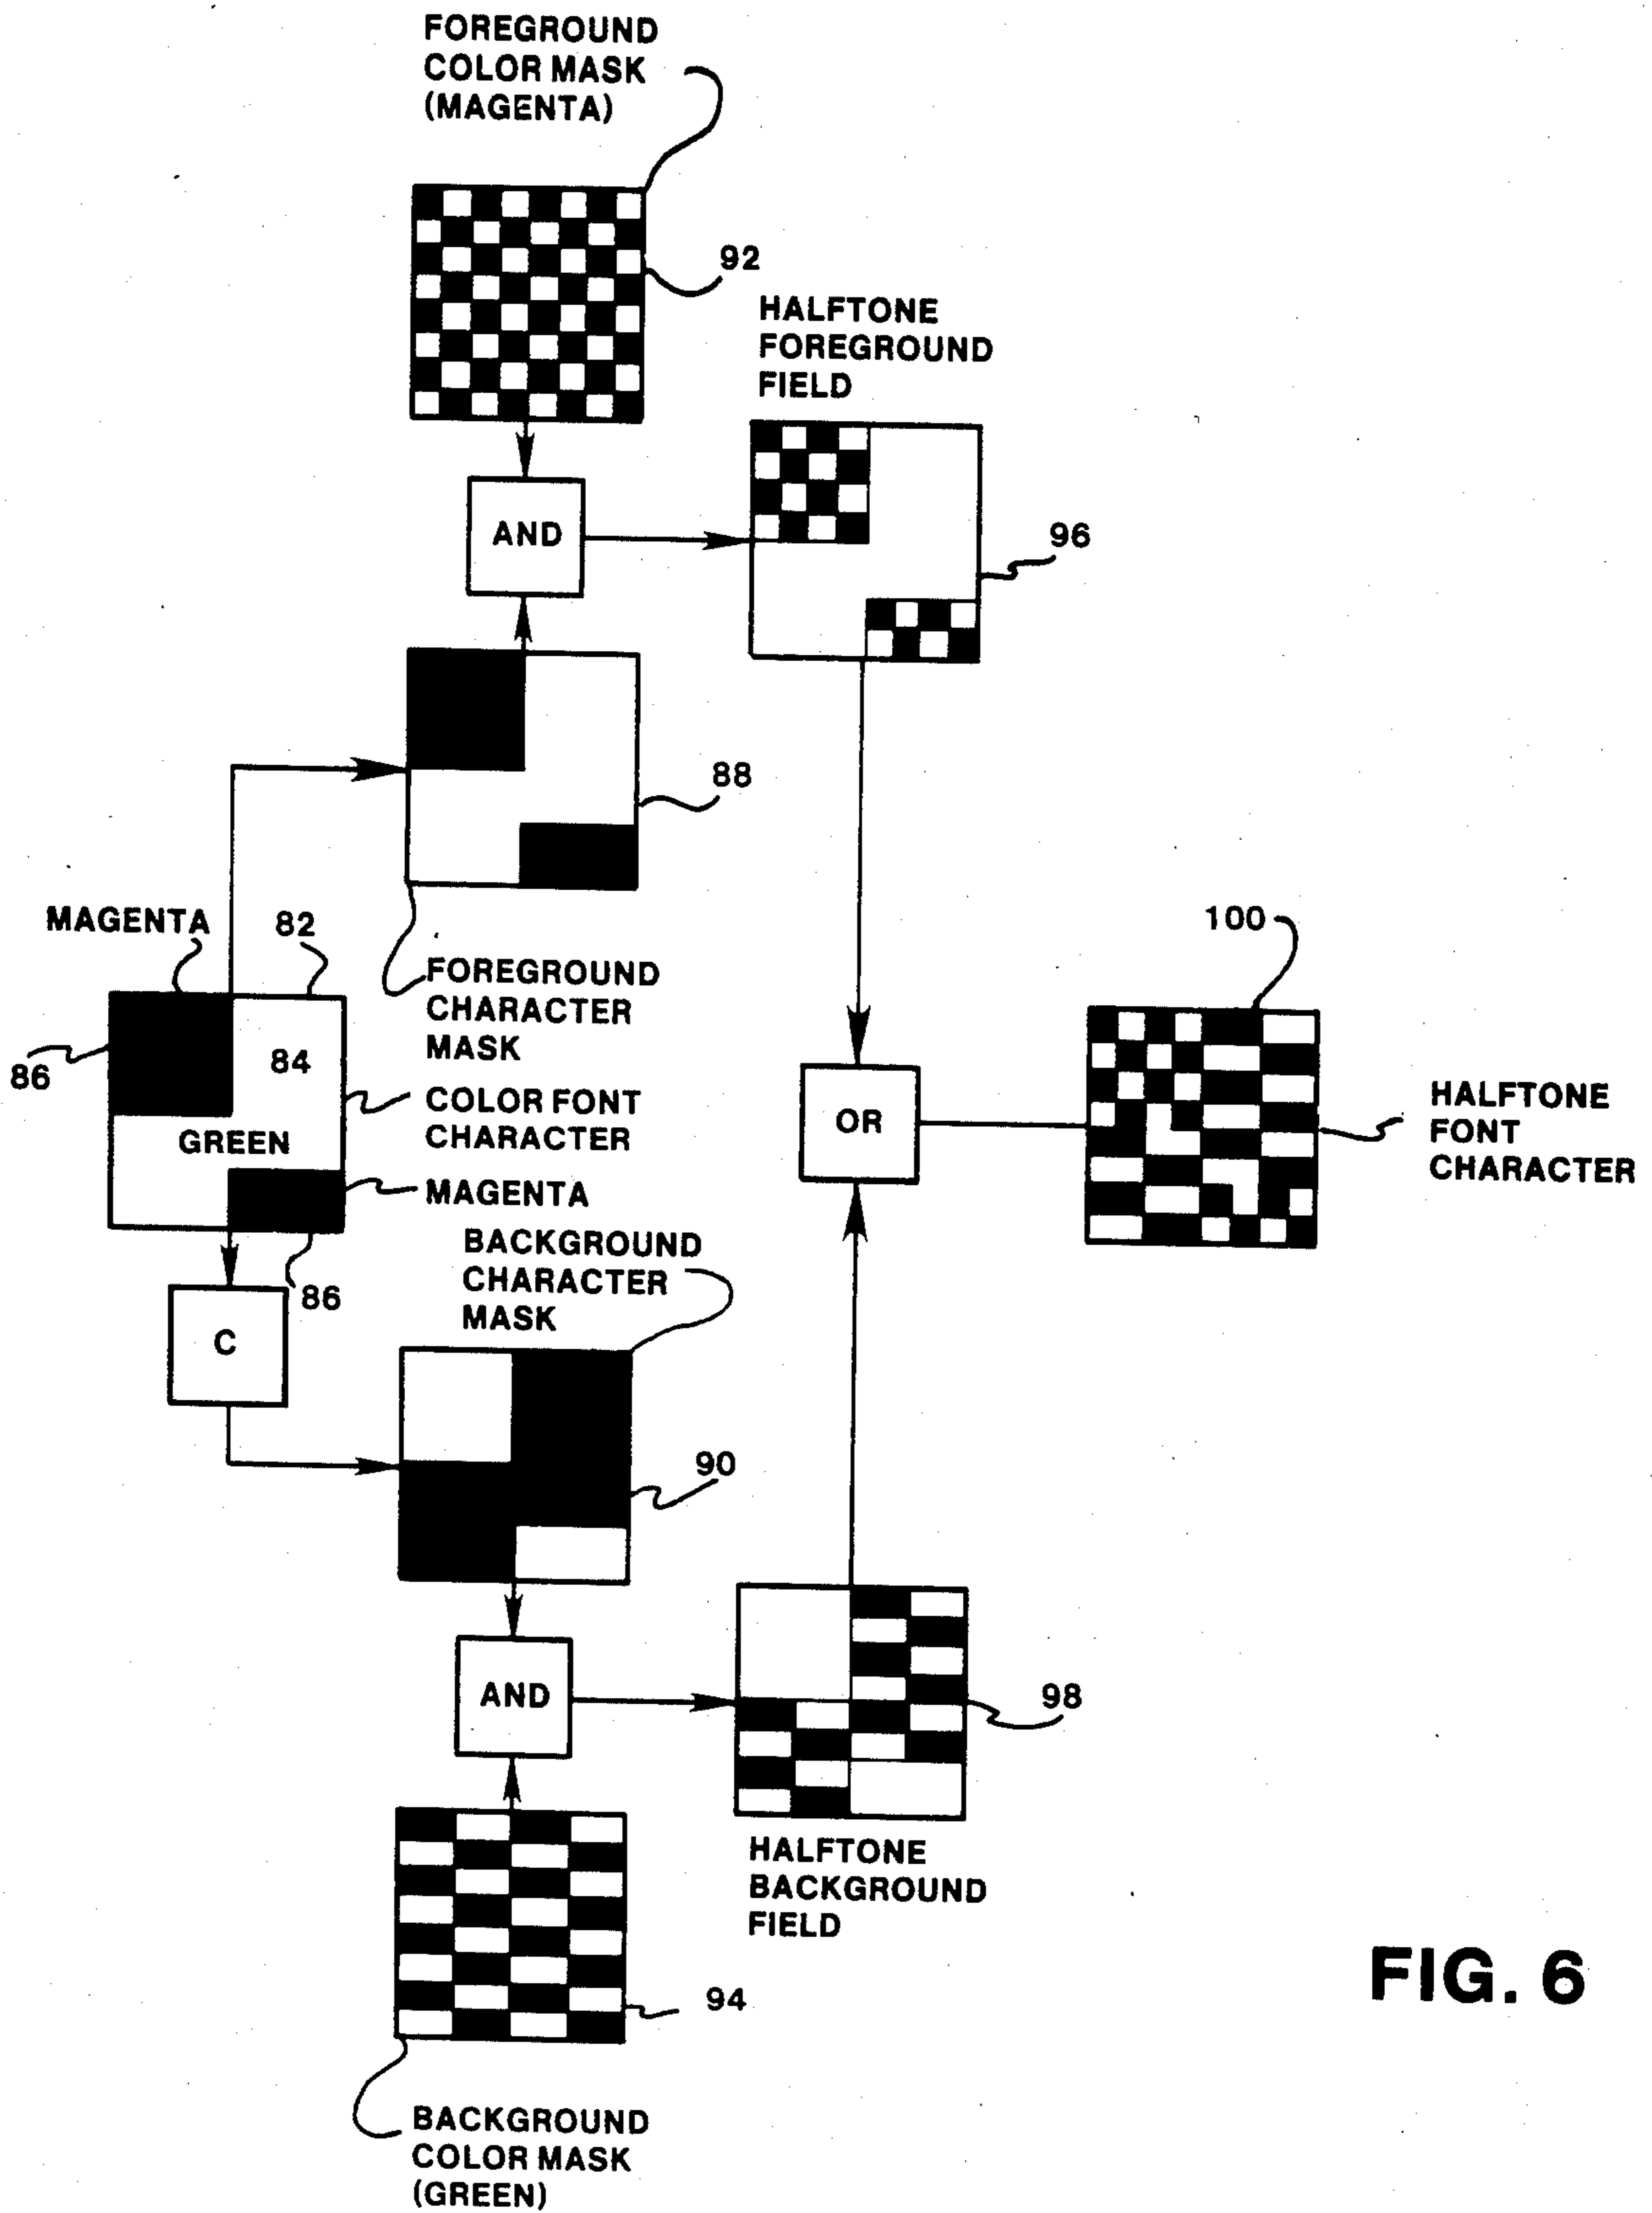 FOREGROUND
COLOR MASK
(MAGENTA)
92
HALFTONE
FOREGROUND
FIELD
AND
96
88
MAGENTA
82
FOREGROUND
CHARACTER
MASK
100
86
84
COLOR FONT
CHARACTER
GREEN
MAGENTA
OR
HALFTONE
FONT
CHARACTER
BACKGROUND
CHARACTER
MASK
86
C
90
AND
98
HALFTONE
BACKGROUND
FIELD
94
BACKGROUND
COLOR MASK
(GREEN)
FIG. 6